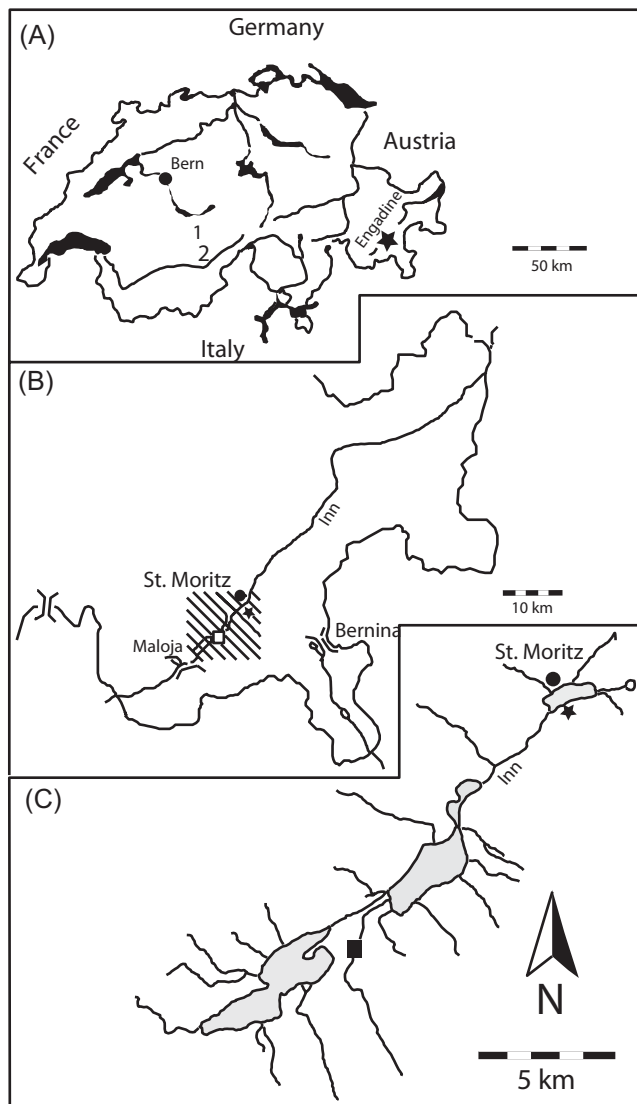 (A)
Germany
France
Austria
Bern
Engadine
1
2
50 km
Italy
(B)
Inn
St. Moritz
10 km
Maloja
Bernina
St. Moritz
Inn
(C)
N
5 km